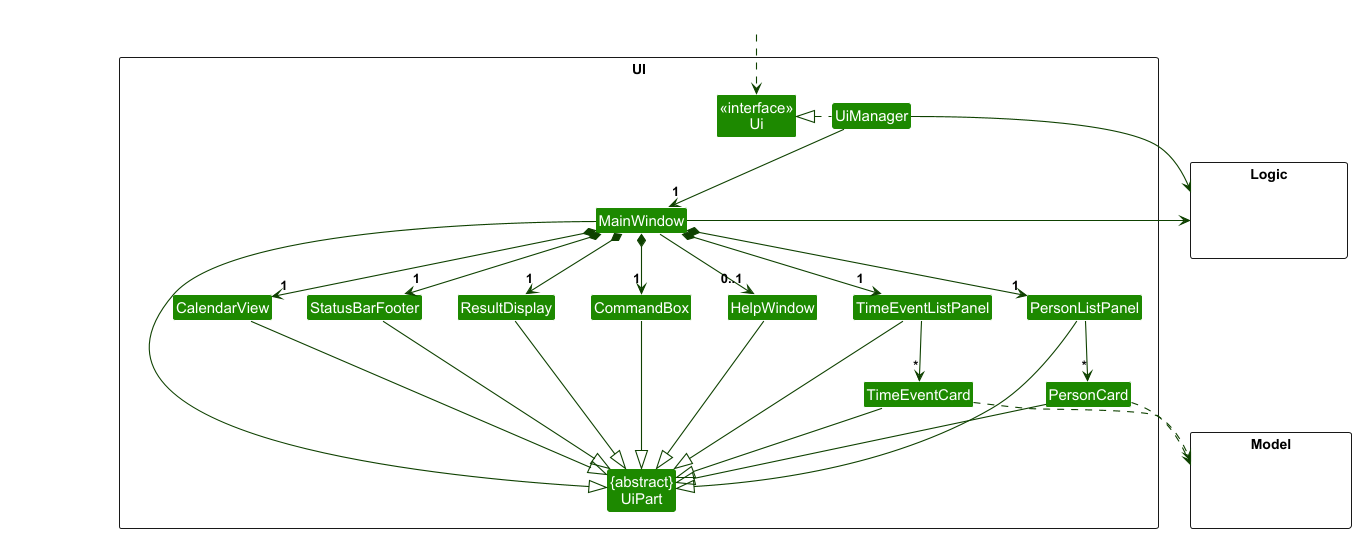 UI
«interface»
Ui
UiManager
Logic
1
MainWindow
1
1
1
1
0..1
1
1
CalendarView
StatusBarFooter
ResultDisplay
CommandBox
HelpWindow
TimeEventListPanel
PersonListPanel
*
*
TimeEventCard
PersonCard
Model
{abstract}
UiPart